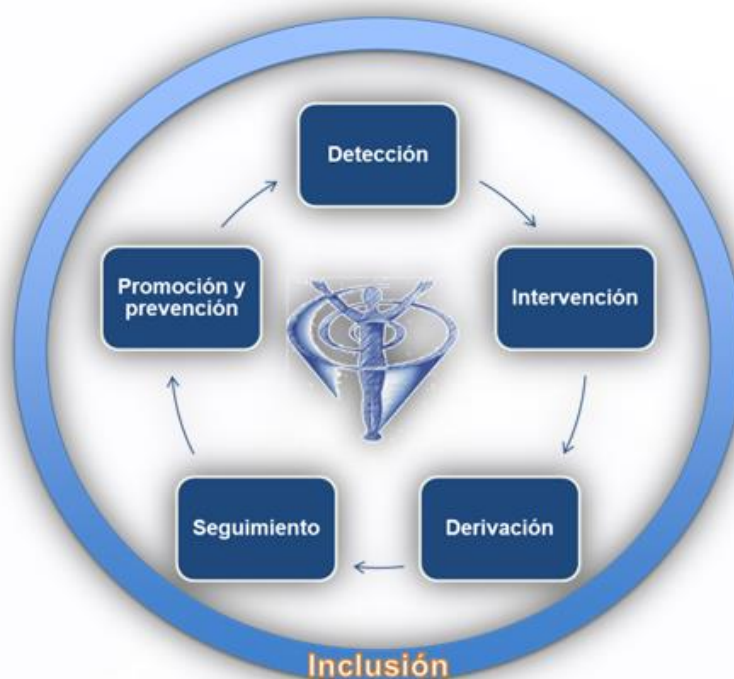 Detección
Intervención
Derivación
Seguimiento
Promoción y
prevención
Inclusión